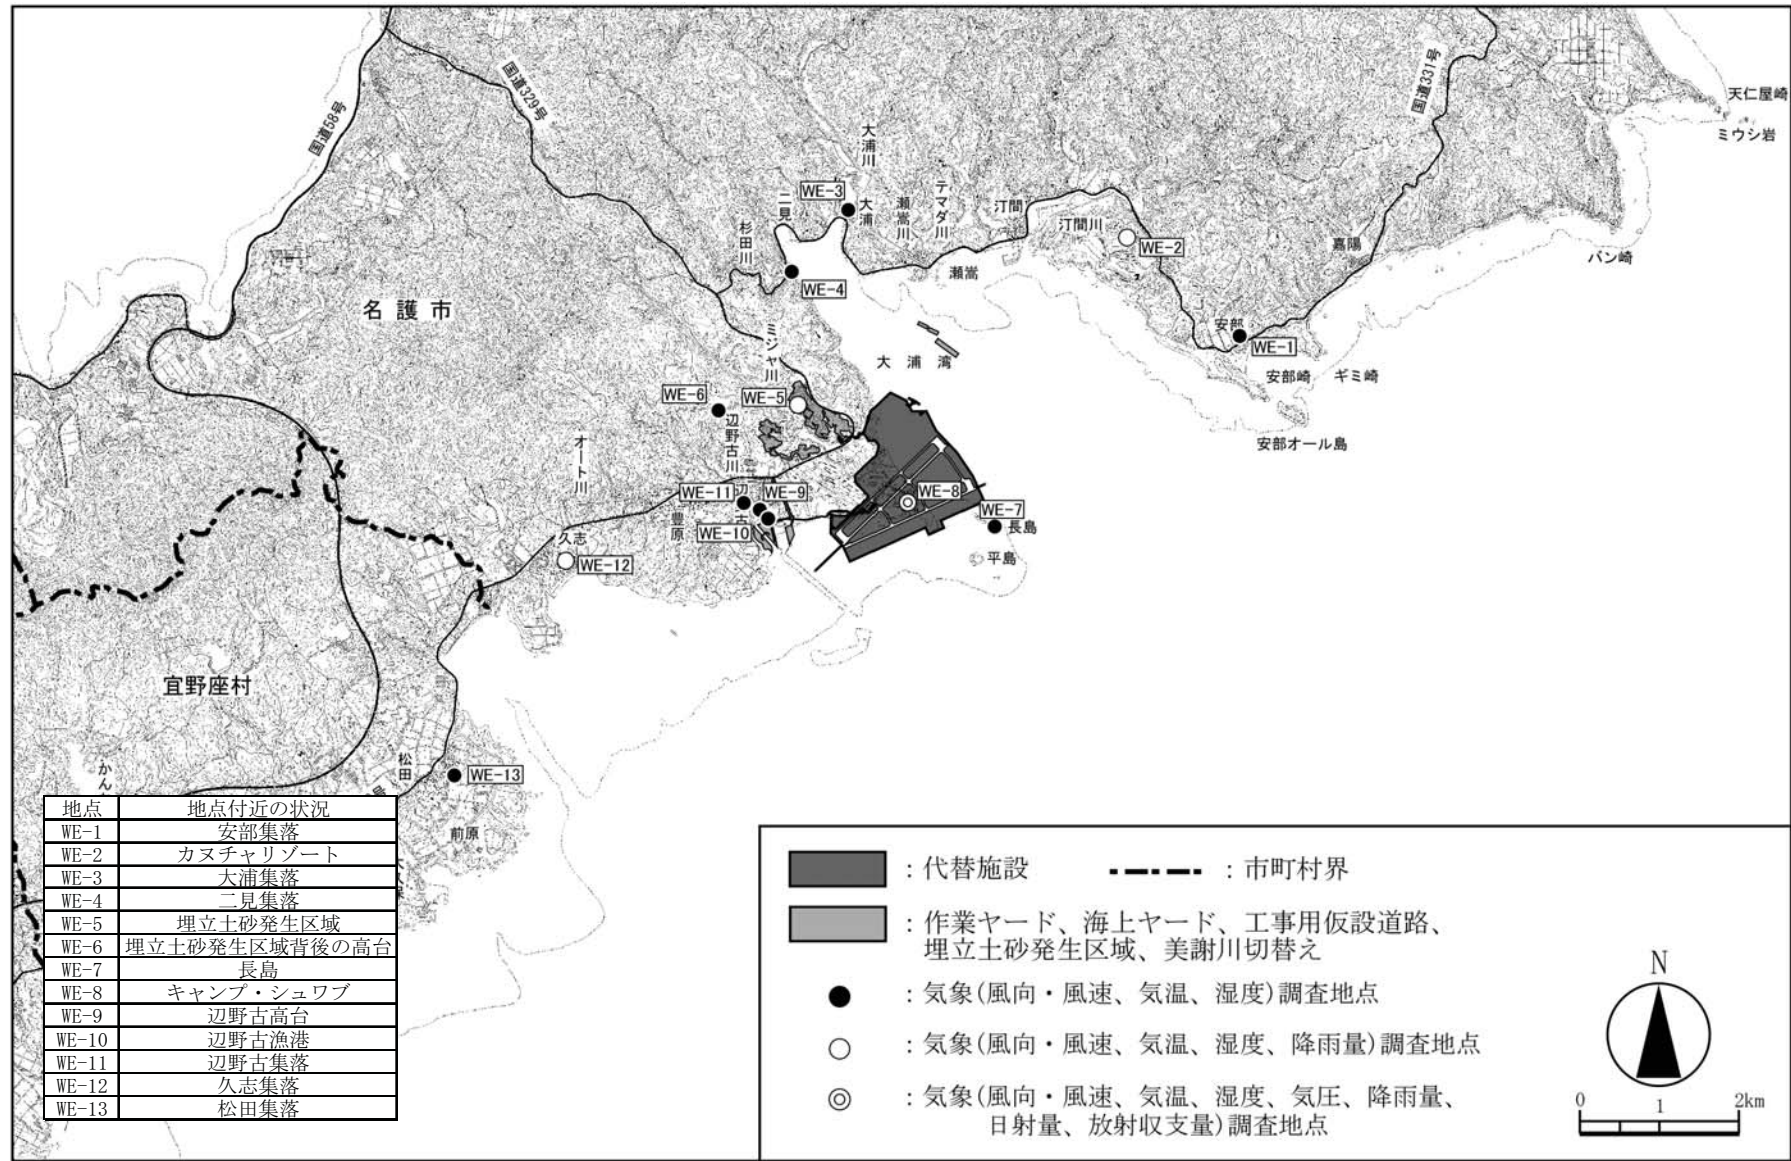 天仁屋崎
ミウシ岩
国道331号
国道329号
国道58号
大浦川
WE-3
二見
大浦
瀬嵩川
テマダ川
汀間
汀間川
WE-2
嘉陽
バン崎
杉田川
瀬嵩
WE-4
名護市
安部
WE-1
ミジャ川
大浦湾
安部崎
ギミ崎
WE-6
WE-5
辺野古川
安部オール島
オート川
WE-11
WE-9
WE-8
WE-7
長島
豊原
WE-10
久志
平島
WE-12
宜野座村
かん
松田
WE-13
前原
地点 地点付近の状況
WE-1 安部集落
WE-2 カヌチャリゾート
WE-3 大浦集落
WE-4 二見集落
WE-5 埋立土砂発生区域
WE-6 埋立土砂発生区域背後の高台
WE-7 長島
WE-8 キャンプ・シュワブ
WE-9 辺野古高台
WE-10 辺野古漁港
WE-11 辺野古集落
WE-12 久志集落
WE-13 松田集落
：代替施設
：市町村界
：作業ヤード、海上ヤード、工事用仮設道路、
埋立土砂発生区域、美謝川切替え
：気象(風向・風速、気温、湿度)調査地点
：気象(風向・風速、気温、湿度、降雨量)調査地点
：気象(風向・風速、気温、湿度、気圧、降雨量、
日射量、放射収支量)調査地点
N
0 1 2km